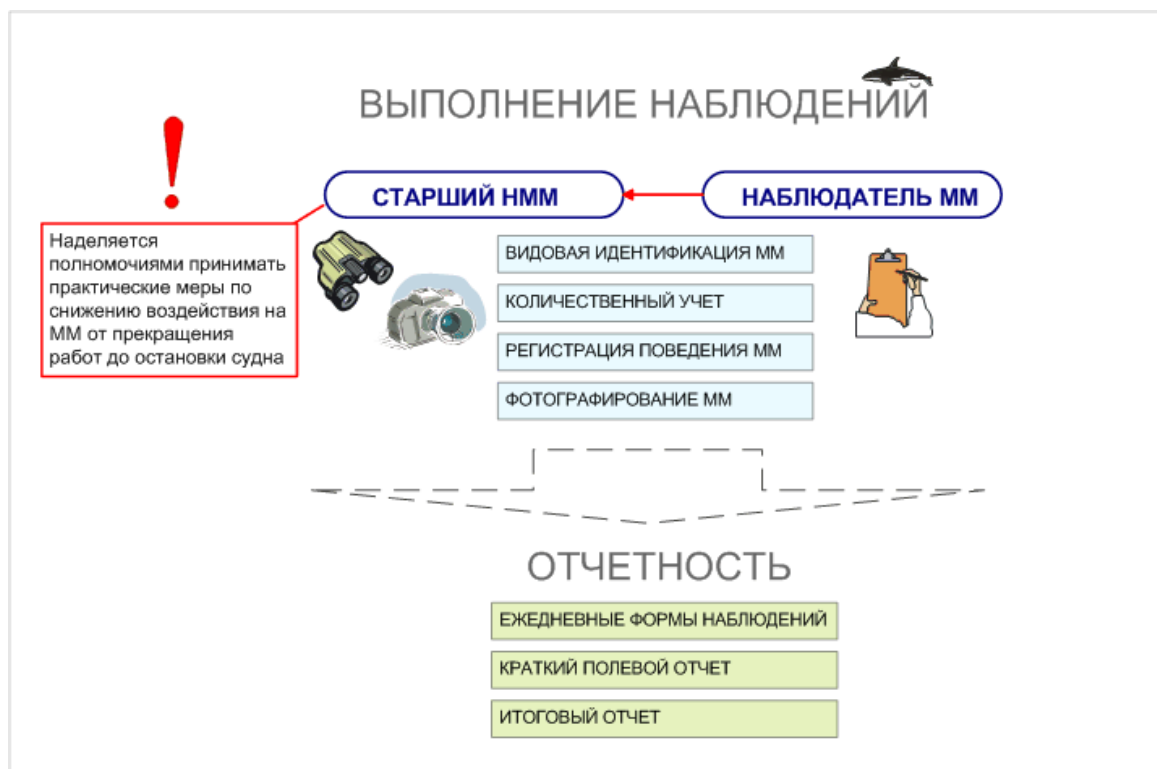 ВЫПОЛНЕНИЕ НАБЛЮДЕНИЙ
СТАРШИЙ НММ
НАБЛЮДАТЕЛЬ ММ
Наделяется
полномочиями принимать
практические меры по
снижению воздействия на
ММ от прекращения
работ до остановки судна
ВИДОВАЯ ИДЕНТИФИКАЦИЯ ММ
КОЛИЧЕСТВЕННЫЙ УЧЕТ
РЕГИСТРАЦИЯ ПОВЕДЕНИЯ ММ
ФОТОГРАФИРОВАНИЕ ММ
ОТЧЕТНОСТЬ
ЕЖЕДНЕВНЫЕ ФОРМЫ НАБЛЮДЕНИЙ
КРАТКИЙ ПОЛЕВОЙ ОТЧЕТ
ИТОГОВЫЙ ОТЧЕТ